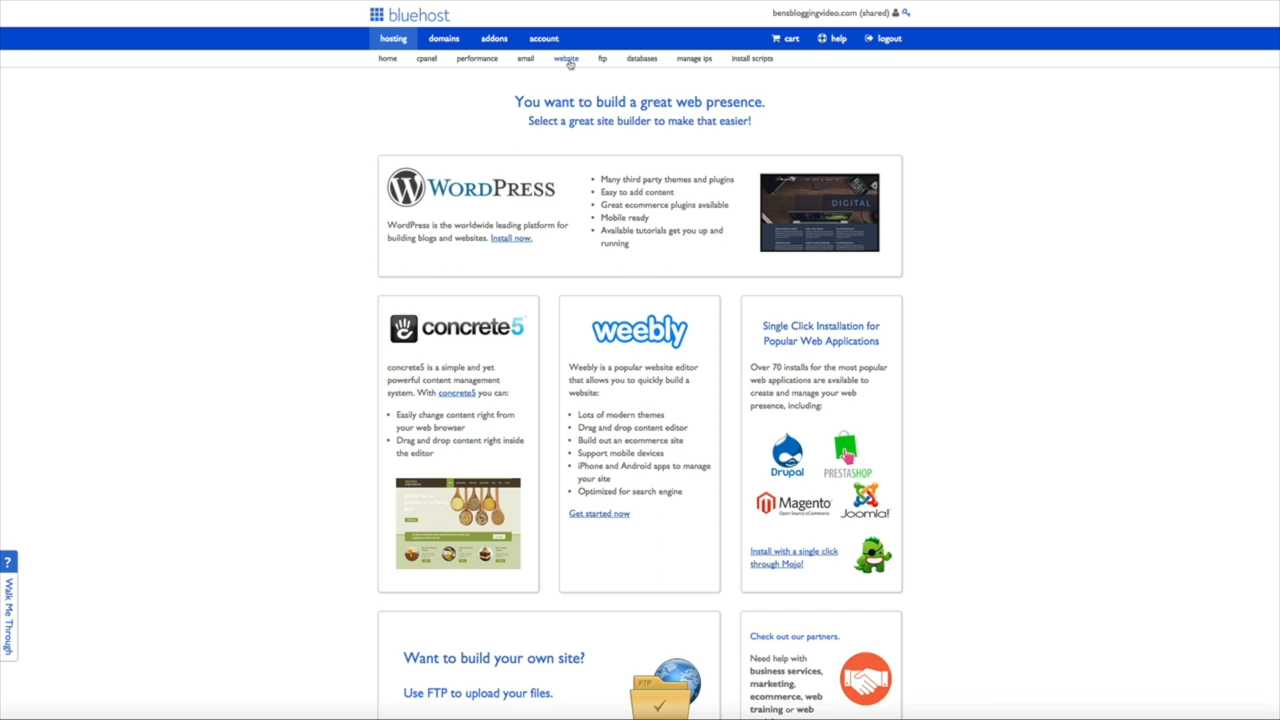 bluehost
bensbloggingvideo.com (shared)
hosting domains addons account cart help logout
home cpanel performance email website ftp databases manage ips install scripts
You want to build a great web presence.
Select a great site builder to make that easier!
WORDPRESS
WordPress is the worldwide leading platform for
building blogs and websites. Install now.
• Many third party themes and plugins
• Easy to add content
• Great ecommerce plugins available
• Mobile ready
• Available tutorials get you up and
running
DIGITAL
concrete5
concrete5 is a simple and yet
powerful content management
system. With concrete5 you can:
• Easily change content right from
your web browser
• Drag and drop content right inside
the editor
weebly
Weebly is a popular website editor
that allows you to quickly build a
website:
• Lots of modern themes
• Drag and drop content editor
• Build out an ecommerce site
• Support mobile devices
• iPhone and Android apps to manage
your site
• Optimized for search engine
Get started now
Single Click Installation for
Popular Web Applications
Over 70 installs for the most popular
web applications are available to
create and manage your web
presence, including:
Drupal
PRESTASHOP
Magento
Open Source eCommerce
Joomla!
Install with a single click
through Mojo!
?
Walk Me Through
Want to build your own site?
Use FTP to upload your files.
FTP
Check out our partners.
Need help with
business services,
marketing,
ecommerce, web
training or web